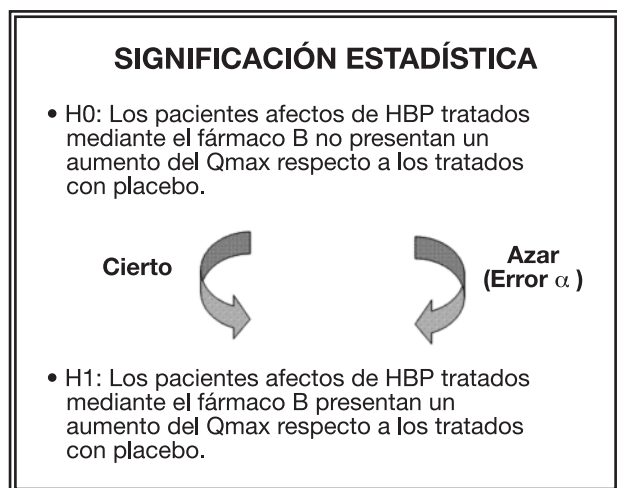 SIGNIFICACIÓN ESTADÍSTICA
• H0: Los pacientes afectos de HBP tratados
mediante el fármaco B no presentan un
aumento del Qmax respecto a los tratados
con placebo.
Cierto
Azar
(Error α )
• H1: Los pacientes afectos de HBP tratados
mediante el fármaco B presentan un
aumento del Qmax respecto a los tratados
con placebo.